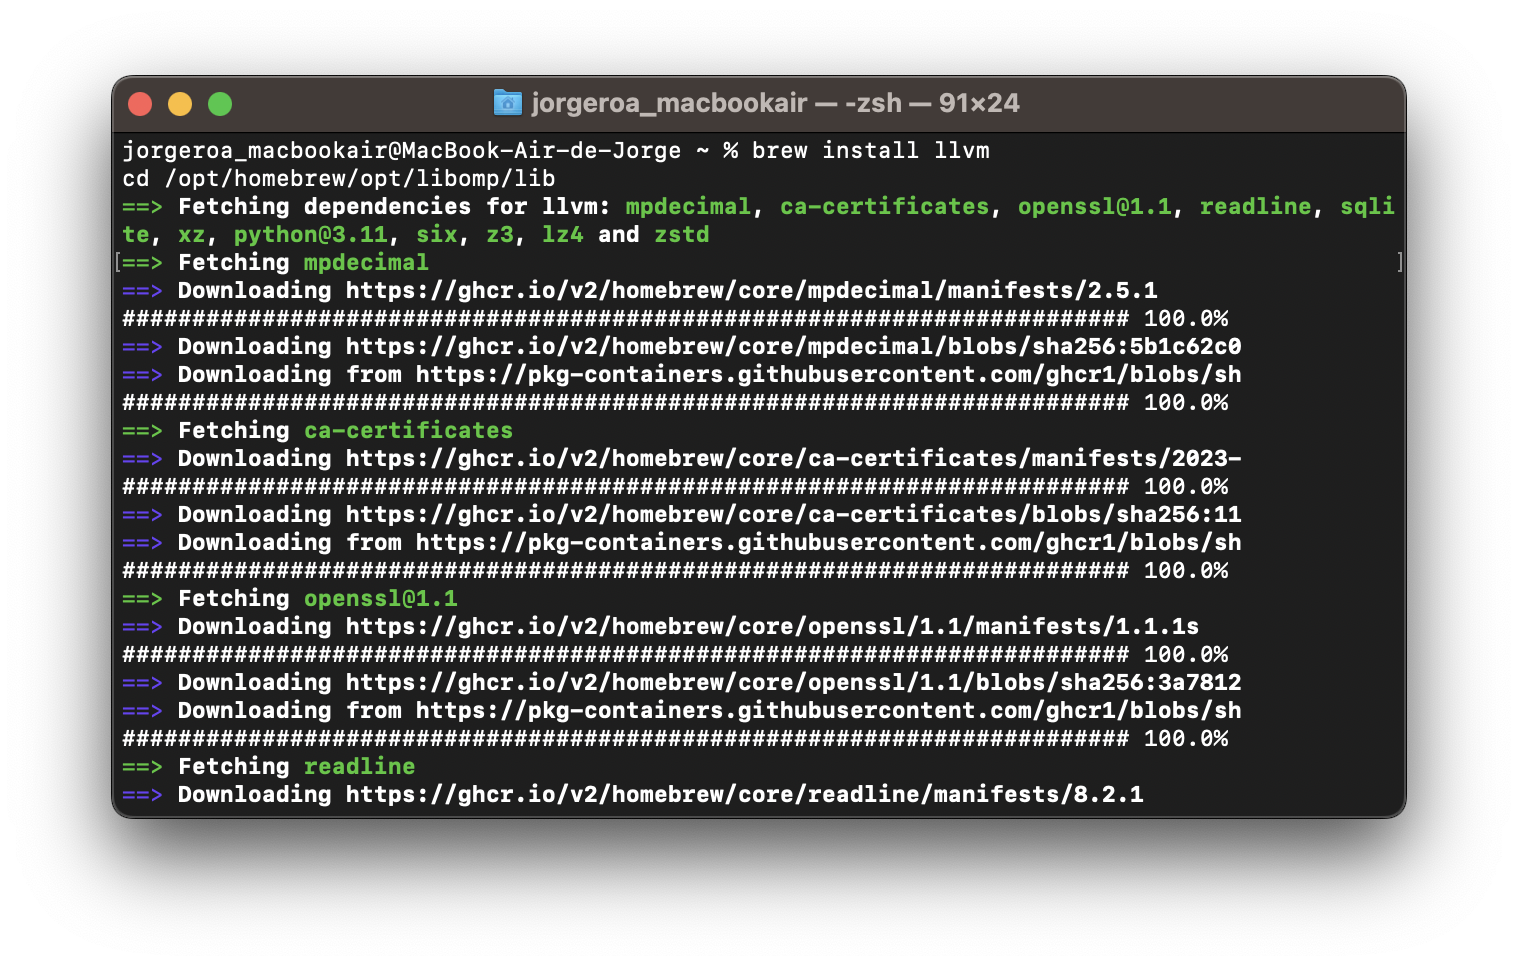 jorgeroa_macbookair — -zsh — 91×24
jorgeroa_macbookair@MacBook-Air-de-Jorge ~ % brew install llvm
cd /opt/homebrew/opt/libomp/lib
==> Fetching dependencies for llvm: mpdecimal, ca-certificates, openssl@1.1, readline, sqli
te, xz, python@3.11, six, z3, lz4 and zstd
[==> Fetching mpdecimal ]
==> Downloading https://ghcr.io/v2/homebrew/core/mpdecimal/manifests/2.5.1
######################################################################## 100.0%
==> Downloading https://ghcr.io/v2/homebrew/core/mpdecimal/blobs/sha256:5b1c62c0
==> Downloading from https://pkg-containers.githubusercontent.com/ghcr1/blobs/sh
######################################################################## 100.0%
==> Fetching ca-certificates
==> Downloading https://ghcr.io/v2/homebrew/core/ca-certificates/manifests/2023-
######################################################################## 100.0%
==> Downloading https://ghcr.io/v2/homebrew/core/ca-certificates/blobs/sha256:11
==> Downloading from https://pkg-containers.githubusercontent.com/ghcr1/blobs/sh
######################################################################## 100.0%
==> Fetching openssl@1.1
==> Downloading https://ghcr.io/v2/homebrew/core/openssl/1.1/manifests/1.1.1s
######################################################################## 100.0%
==> Downloading https://ghcr.io/v2/homebrew/core/openssl/1.1/blobs/sha256:3a7812
==> Downloading from https://pkg-containers.githubusercontent.com/ghcr1/blobs/sh
######################################################################## 100.0%
==> Fetching readline
==> Downloading https://ghcr.io/v2/homebrew/core/readline/manifests/8.2.1